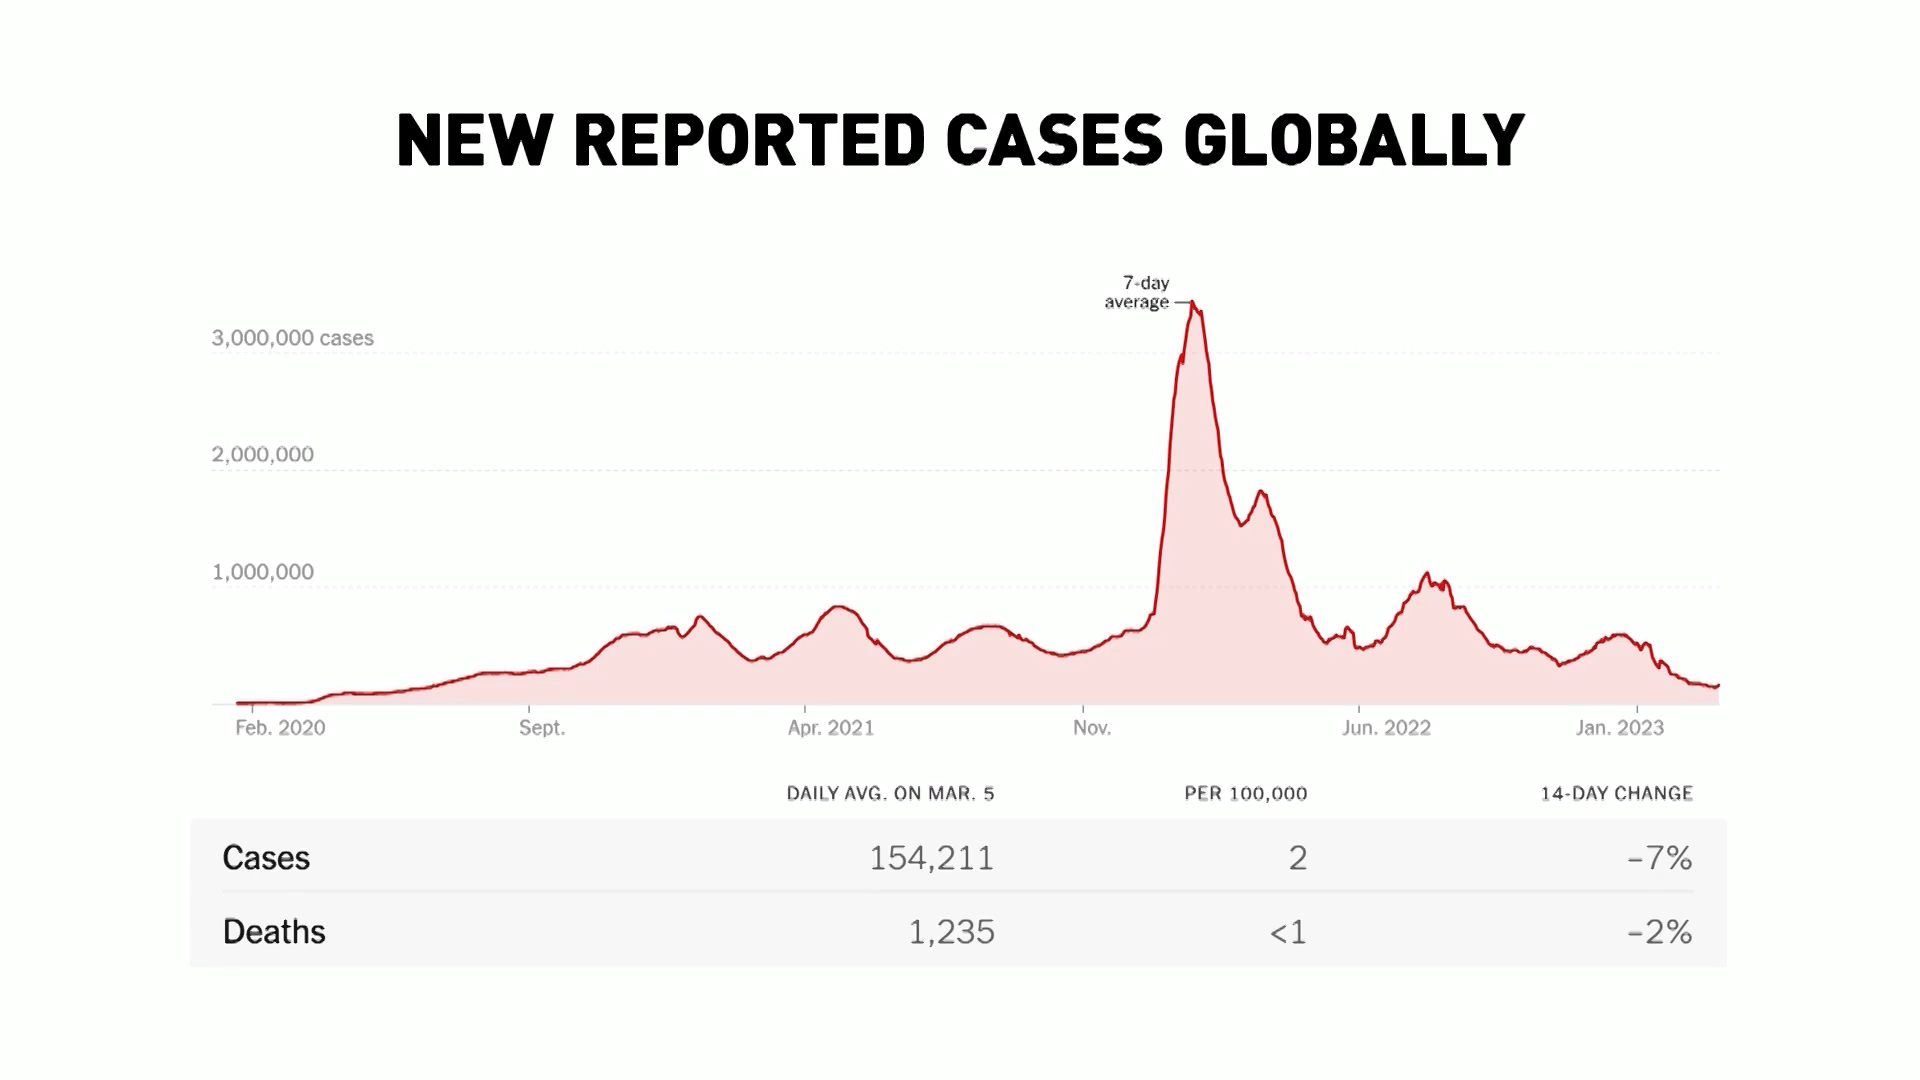 NEW REPORTED CASES GLOBALLY
7-day
average
3,000,000 cases
2,000,000
1,000,000
Feb. 2020 Sept. Apr. 2021 Nov. Jun. 2022 Jan. 2023
DAILY AVG. ON MAR. 5 PER 100,000 14-DAY CHANGE
Cases 154,211 2 –7%
Deaths 1,235 <1 –2%